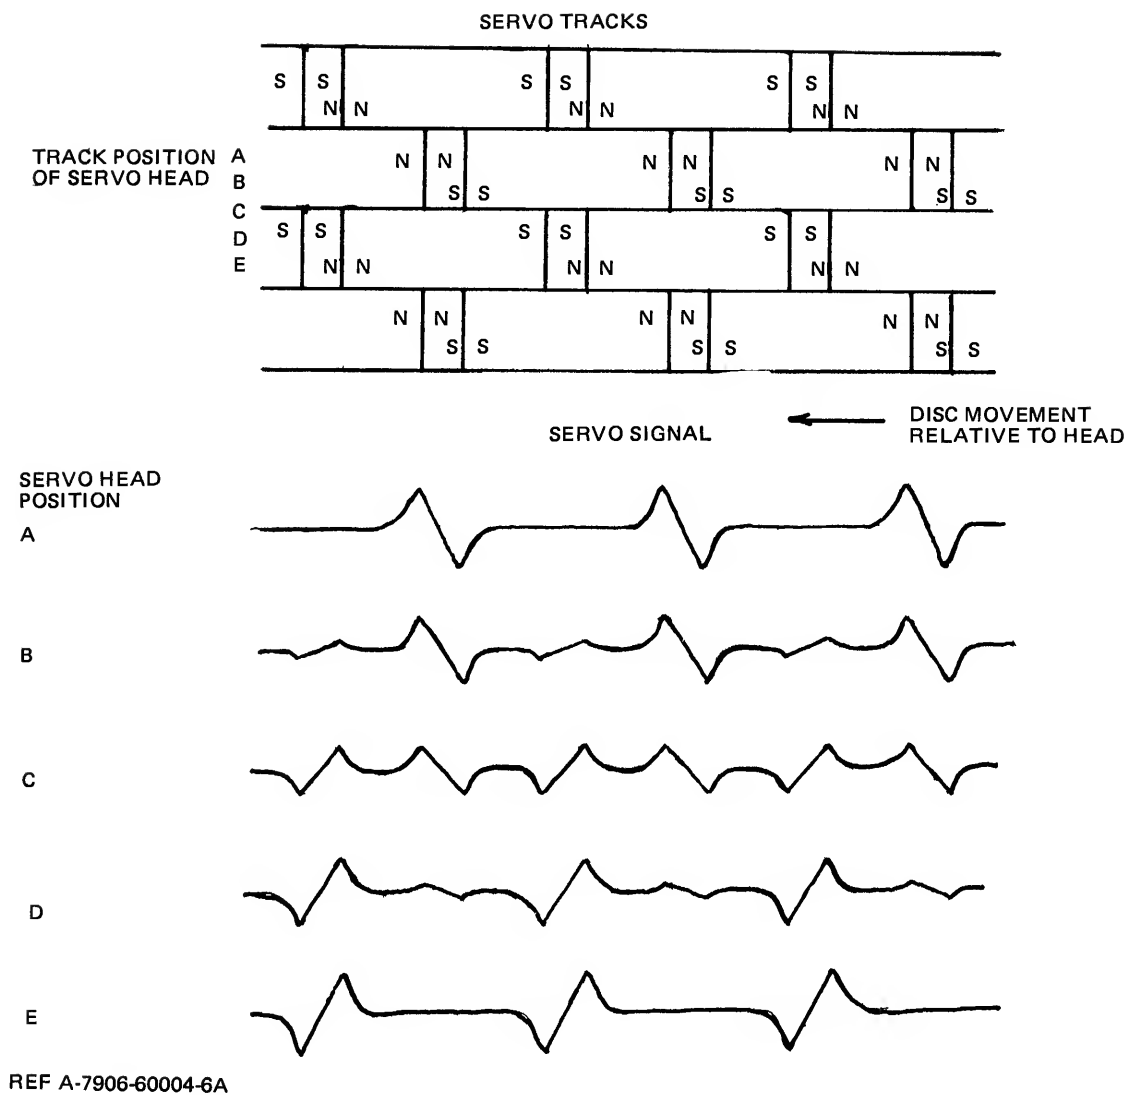 SERVO TRACKS
S S S S S S
N N N N N N
TRACK POSITION
OF SERVO HEAD
A
B
C
D
E
N N N N N N
S S S S S S
S S S S S S
N N N N N N
N N N N N N
S S S S S S
SERVO SIGNAL
DISC MOVEMENT
RELATIVE TO HEAD
SERVO HEAD
POSITION
A
B
C
D
E
REF A-7906-60004-6A